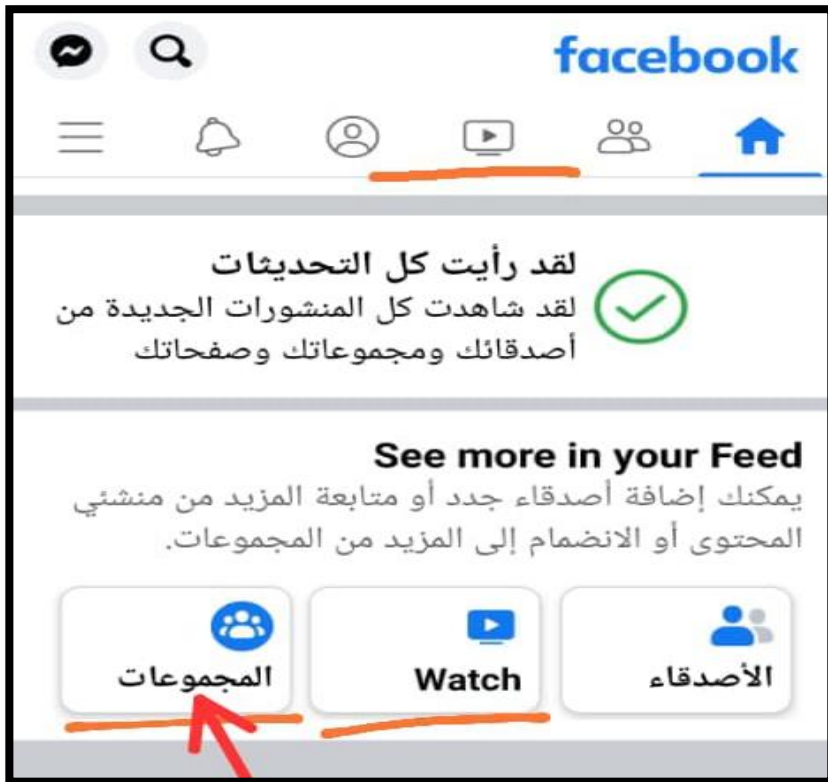 facebook
لقد رأيت كل التحديثات
لقد شاهدت كل المنشورات الجديدة من
أصدقائك ومجموعاتك وصفحاتك
See more in your Feed
يمكنك إضافة أصدقاء جدد أو متابعة المزيد من منشئي
المحتوى أو الانضمام إلى المزيد من المجموعات.
الأصدقاء
Watch
المجموعات